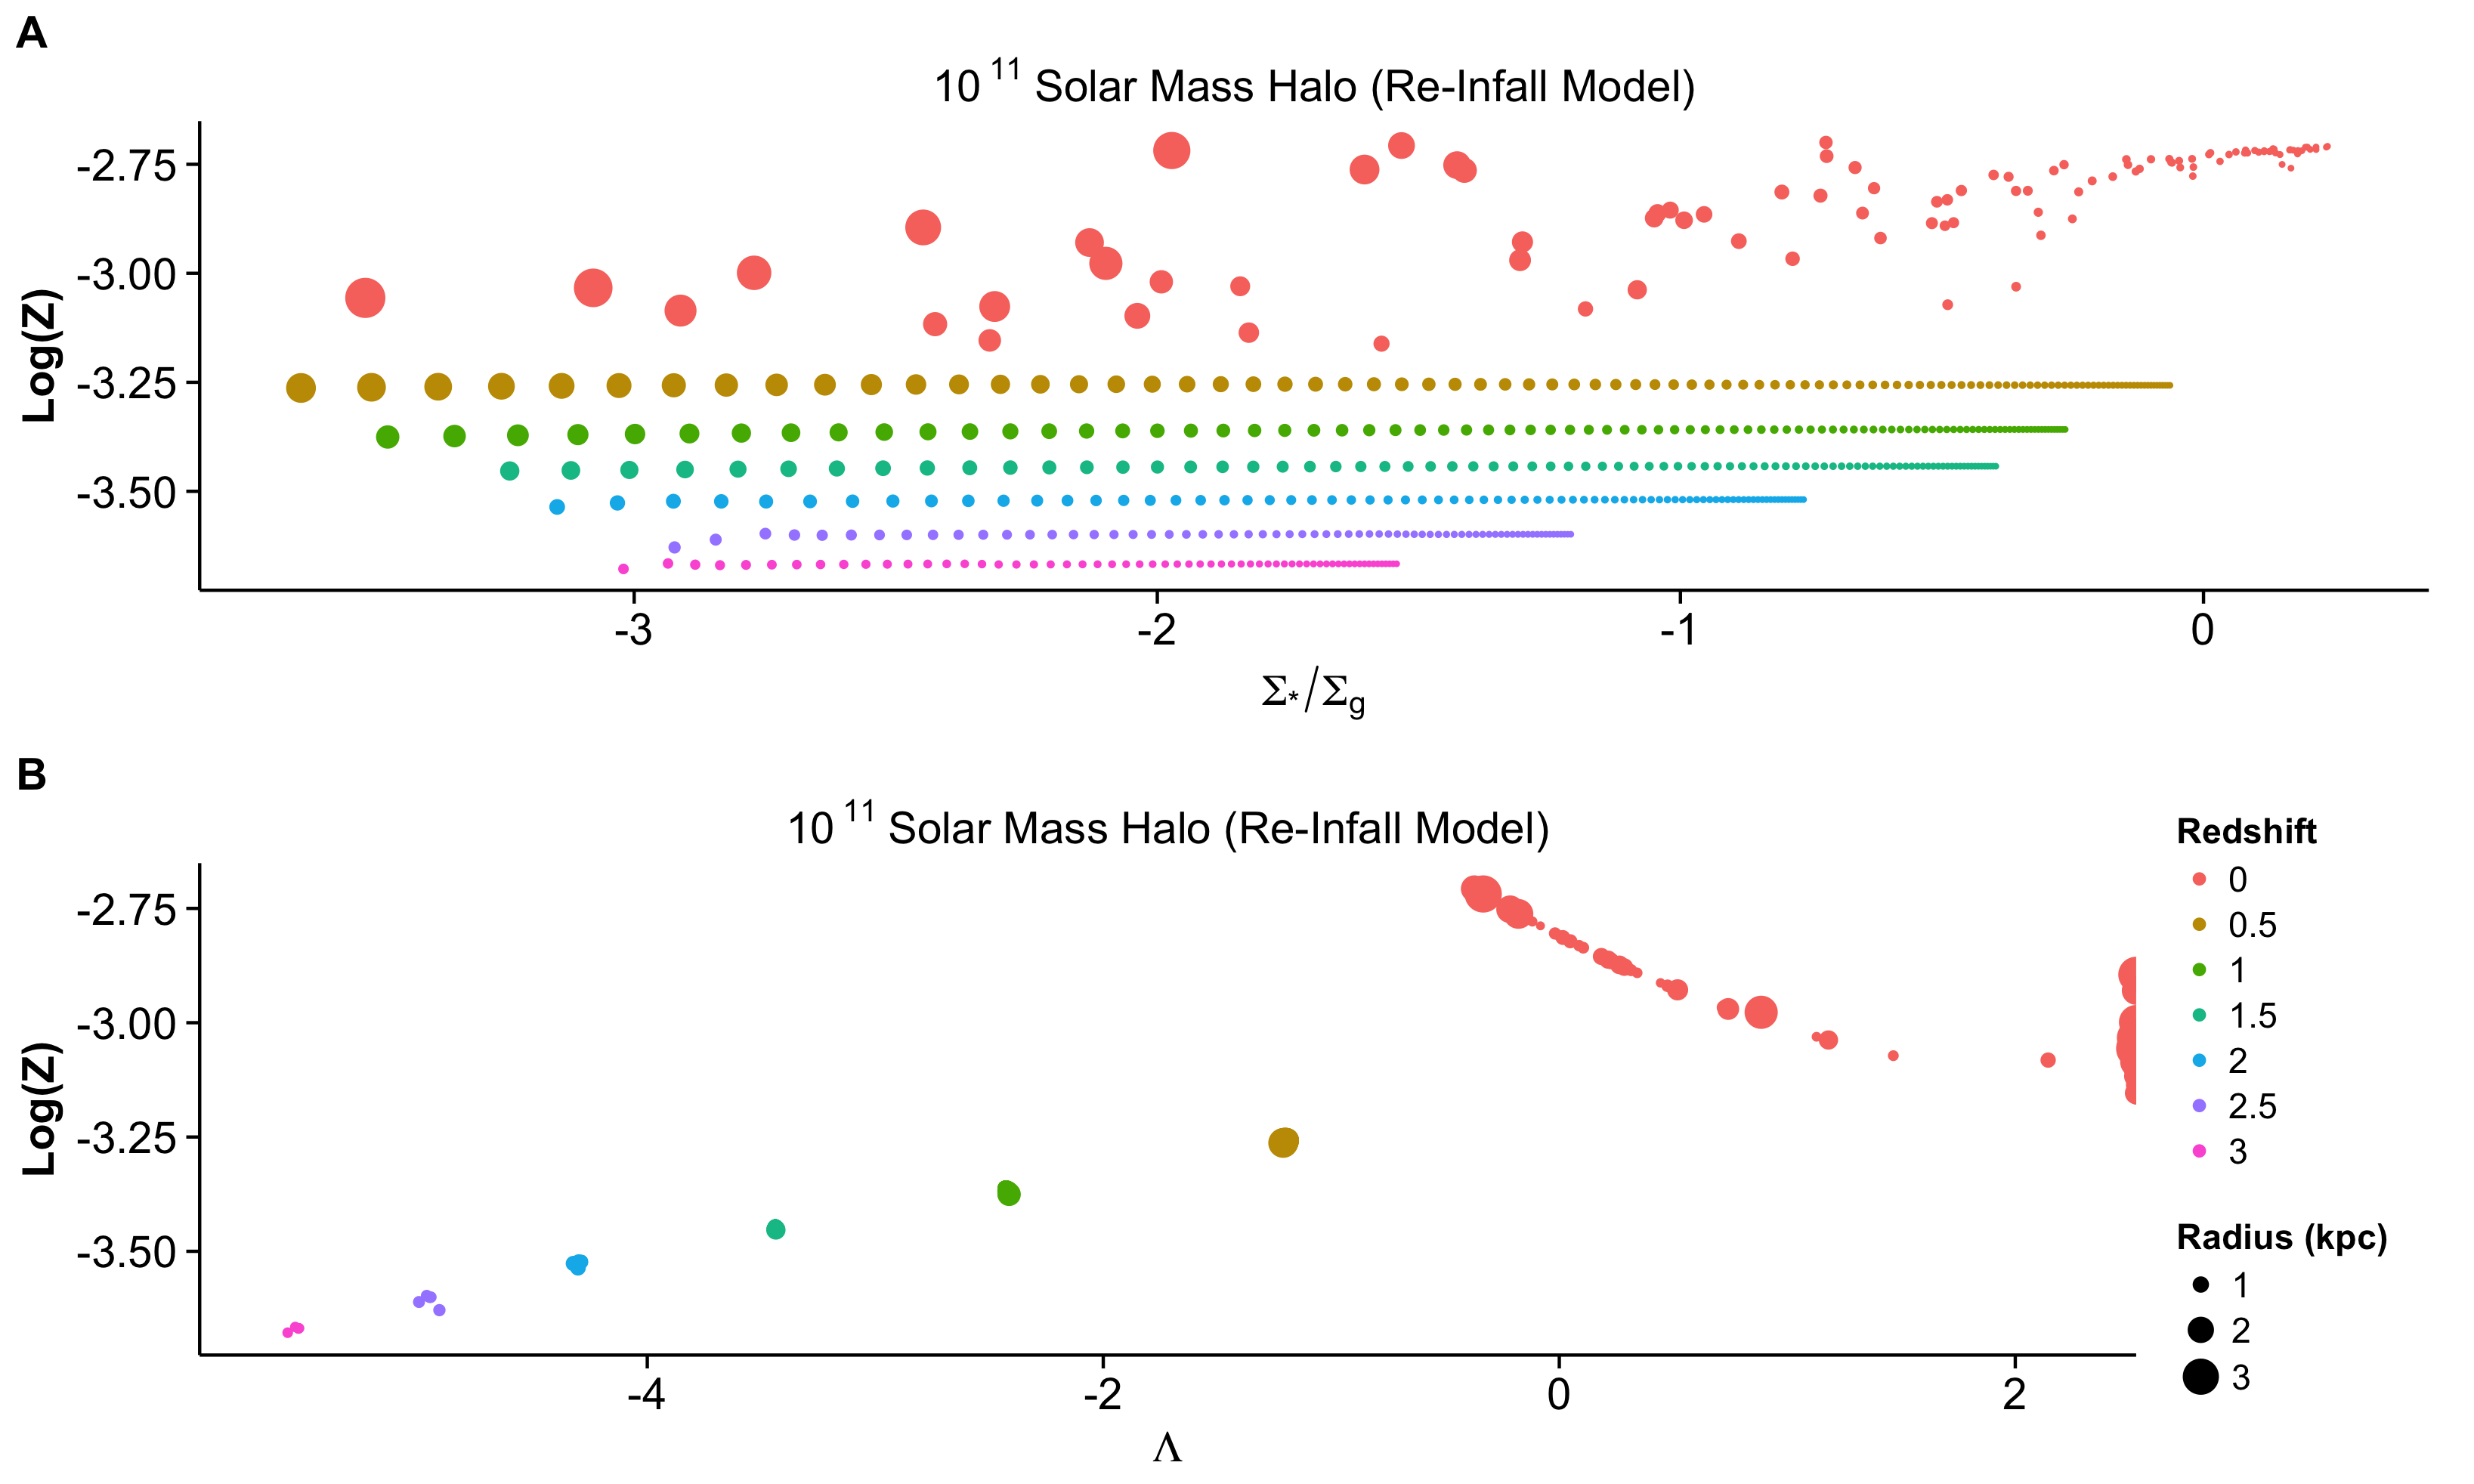 A
10 11 Solar Mass Halo (Re-Infall Model)
-2.75
-3.00
-3.25
-3.50
Log(Z)
-3 -2 -1 0
Σ*/Σg
B
10 11 Solar Mass Halo (Re-Infall Model)
-2.75
-3.00
-3.25
-3.50
Log(Z)
-4 -2 0 2
Λ
Redshift
0
0.5
1
1.5
2
2.5
3
Radius (kpc)
1
2
3